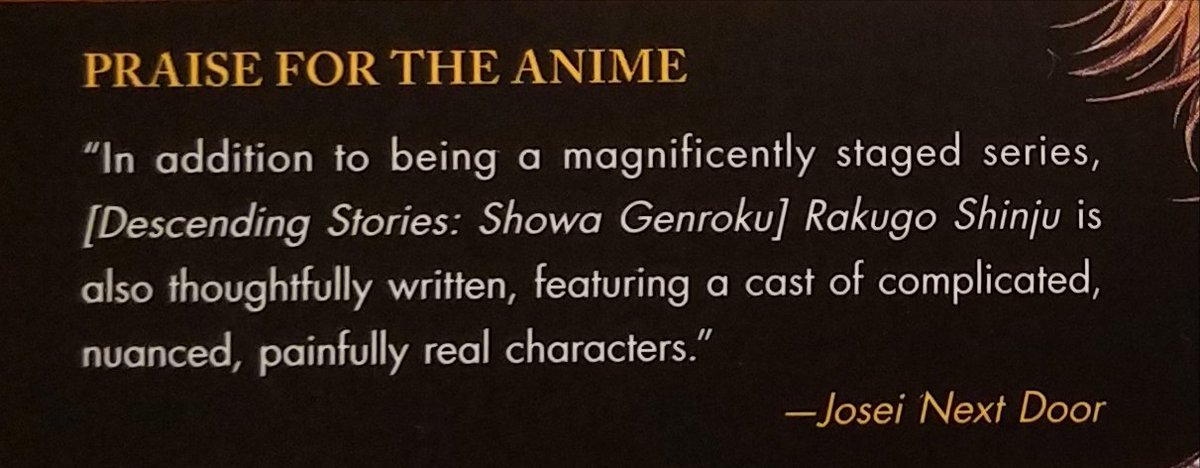 PRAISE FOR THE ANIME
“In addition to being a magnificently staged series,
[Descending Stories: Showa Genroku] Rakugo Shinju is
also thoughtfully written, featuring a cast of complicated,
nuanced, painfully real characters.”
—Josei Next Door